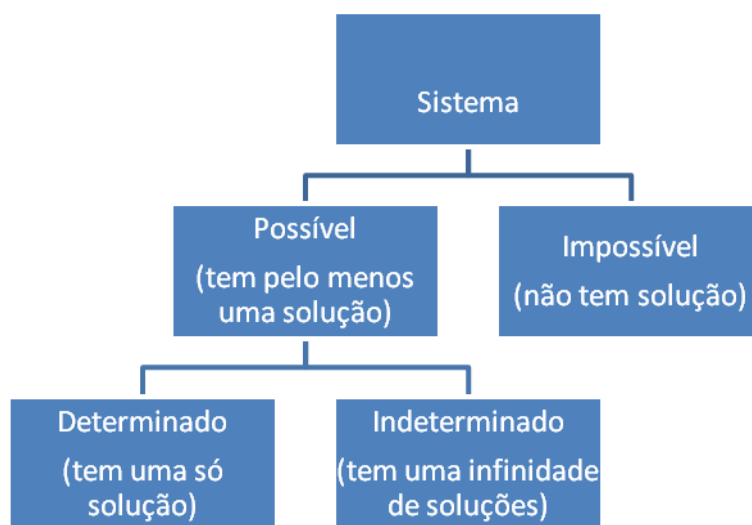 Sistema
Possível
(tem pelo menos
uma solução)
Impossível
(não tem solução)
Determinado
(tem uma só
solução)
Indeterminado
(tem uma infinidade
de soluções)